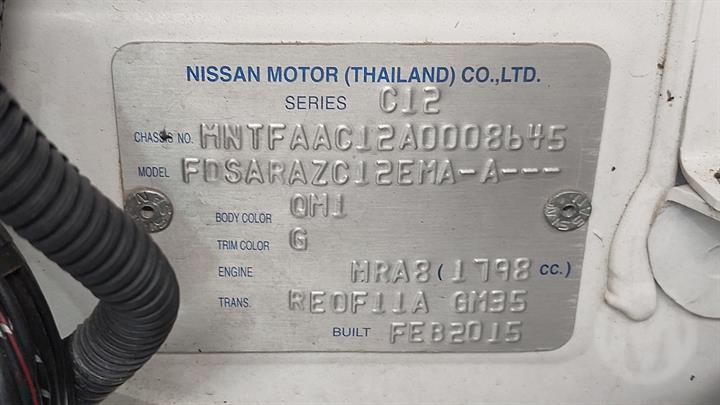 NISSAN MOTOR (THAILAND) CO.,LTD.
SERIES C12
CHASSIS NO. MNTFAAC12A0008645
MODEL FDSARAZC12EMA-A---
BODY COLOR QM1
TRIM COLOR G
ENGINE MRA8 (1798 CC.)
TRANS. RE0F11A GM35
BUILT FEB2015